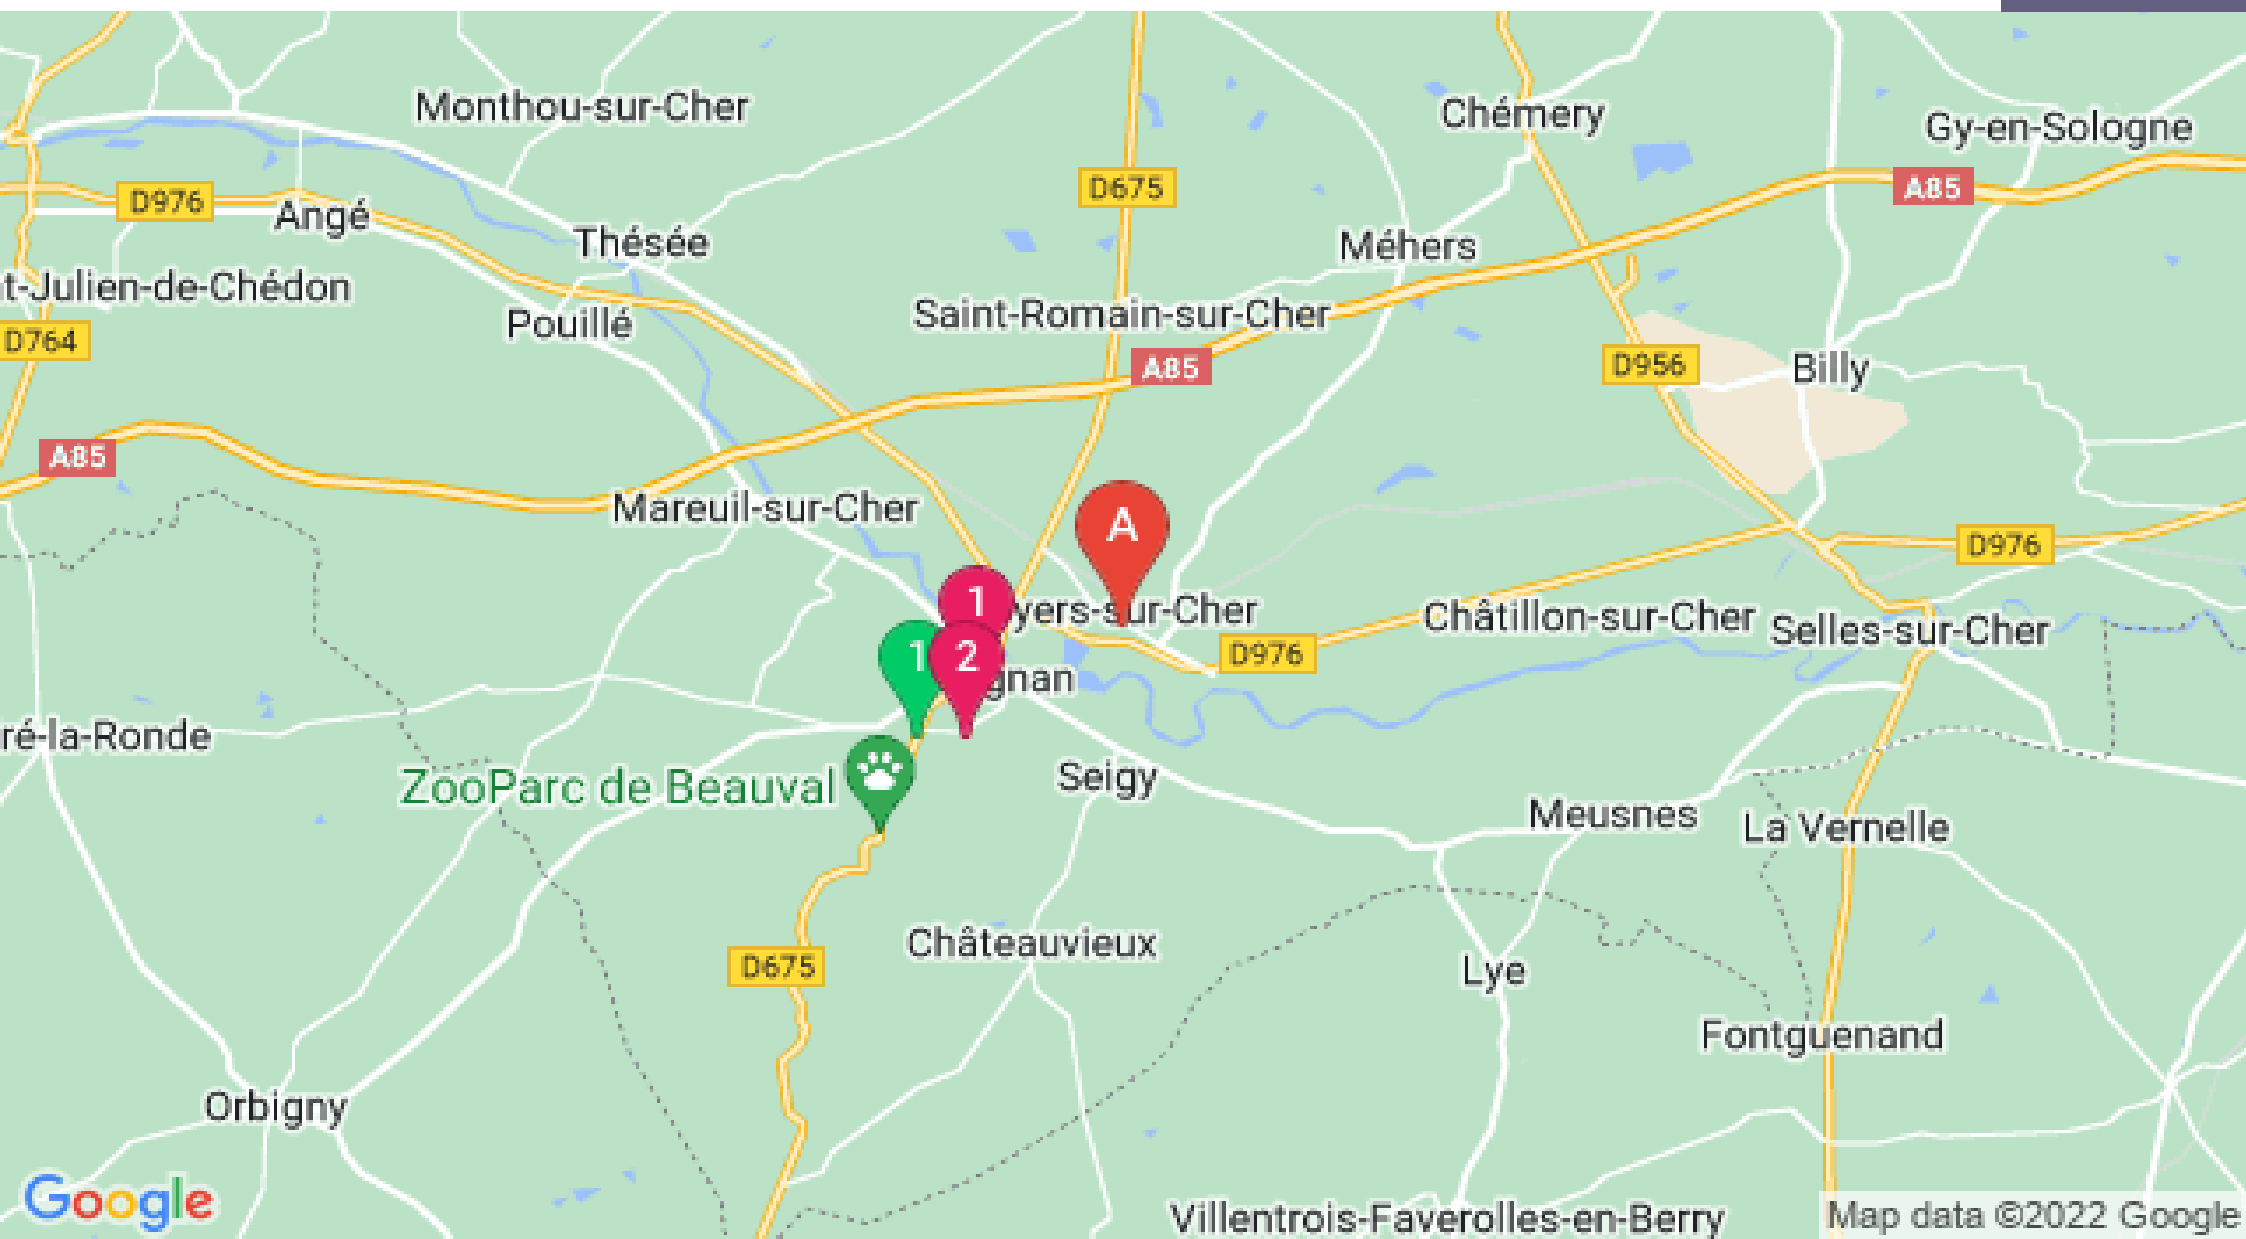 Monthou-sur-Cher
Chémery
Gy-en-Sologne
D675
A85
D976
Angé
Thésée
Méhers
t-Julien-de-Chédon
Saint-Romain-sur-Cher
Pouillé
D764
A85
D956
Billy
A85
Mareuil-sur-Cher
A
D976
1
yers-sur-Cher
Châtillon-sur-Cher
Selles-sur-Cher
1
2
D976
gnan
ré-la-Ronde
ZooParc de Beauval
Seigy
Meusnes
La Vernelle
Châteauvieux
D675
Lye
Fontguenand
Orbigny
Google
Villentrois-Faverolles-en-Berry
Map data ©2022 Google